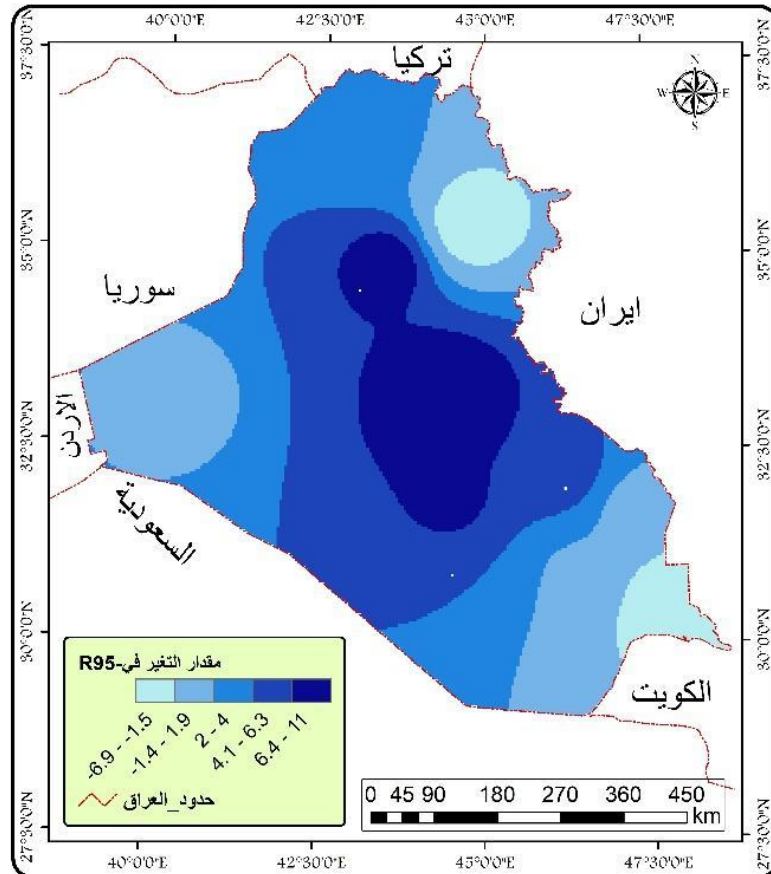 40°0'0"E 42°30'0"E 45°0'0"E 47°30'0"E
37°30'0"N
37°30'0"N
تركيا
N
W E
S
35°0'0"N
35°0'0"N
سوريا
ايران
32°30'0"N
32°30'0"N
الاردن
السعودية
30°0'0"N
30°0'0"N
الكويت
مقدار التغير في-R95
-6.9 - -1.5
-1.4 - 1.9
2 - 4
4.1 - 6.3
6.4 - 11
حدود_العراق
0 45 90 180 270 360 450
km
27°30'0"N
27°30'0"N
40°0'0"E 42°30'0"E 45°0'0"E 47°30'0"E